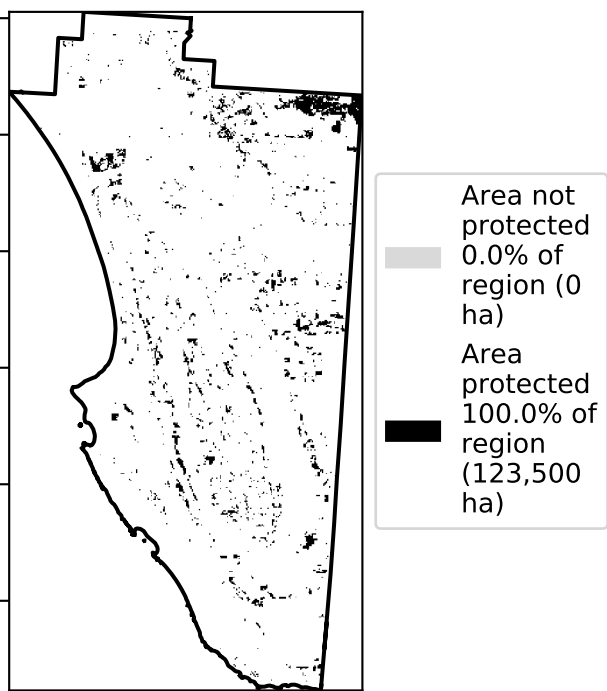 Area not
protected
0.0% of
region (0
ha)
Area
protected
100.0% of
region
(123,500
ha)